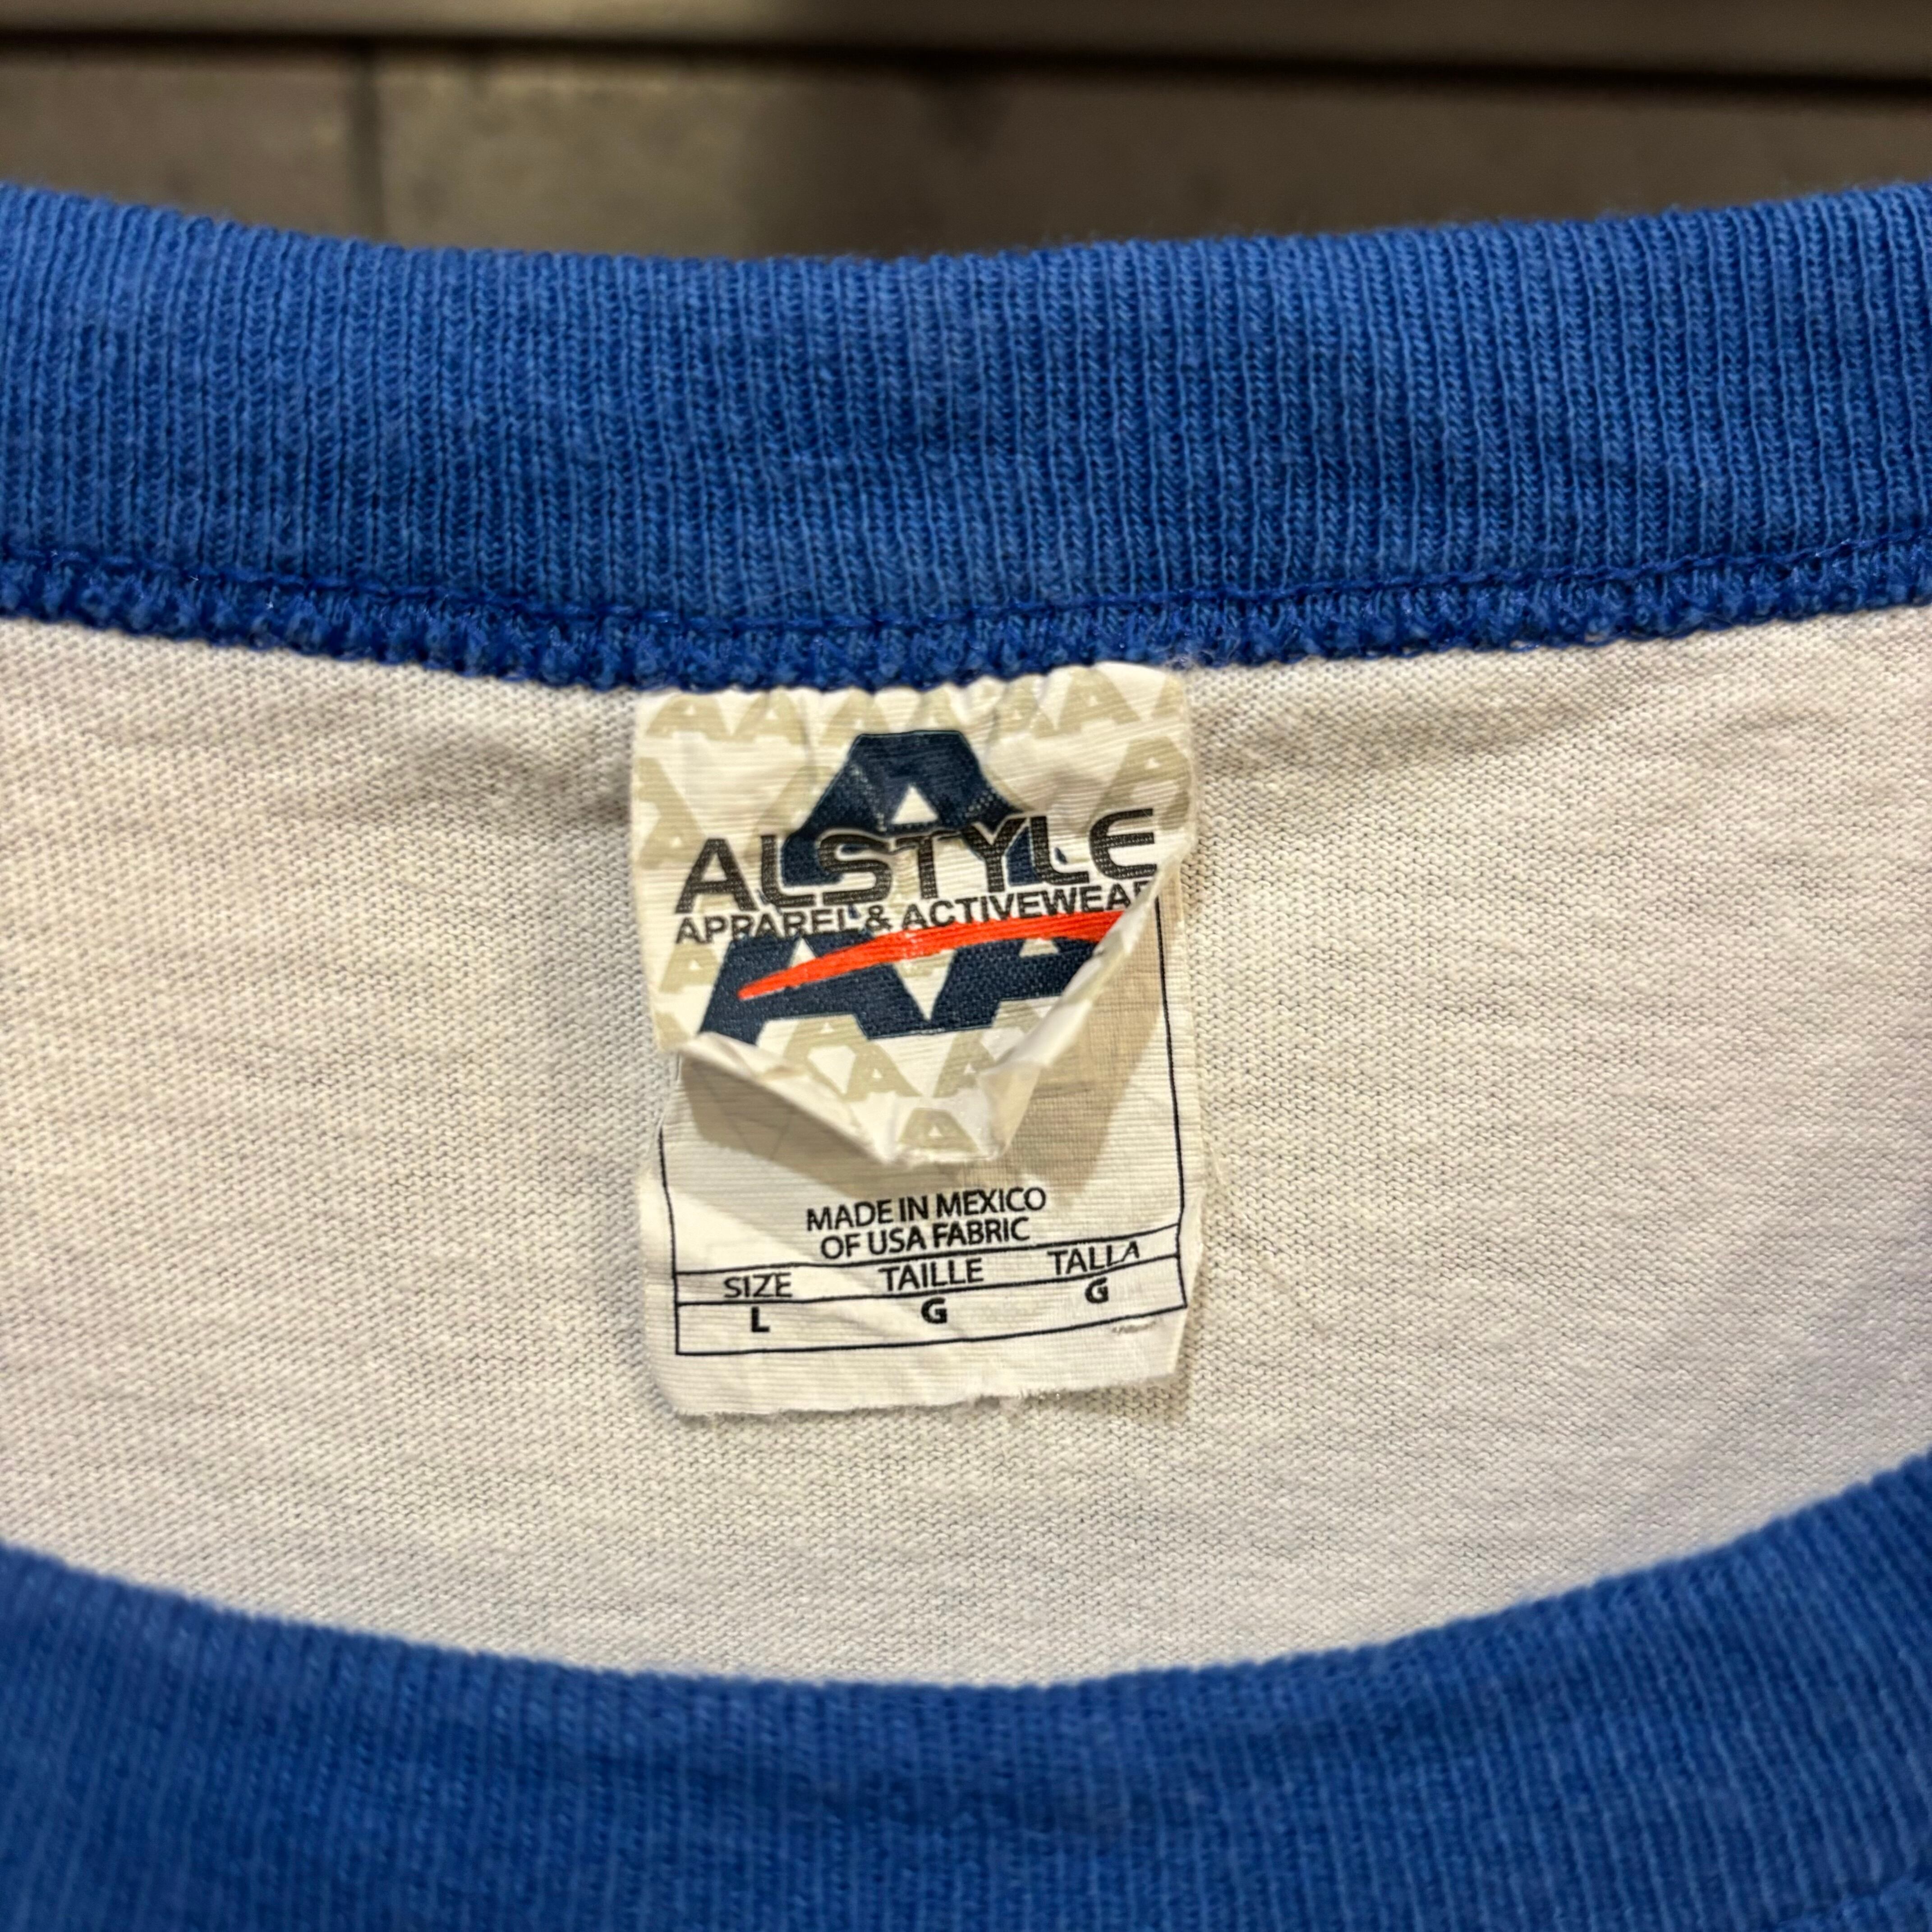 ALSTYLE
APPAREL & ACTIVEWEAR
MADE IN MEXICO
OF USA FABRIC
SIZE TAILLE TALLA
L G G